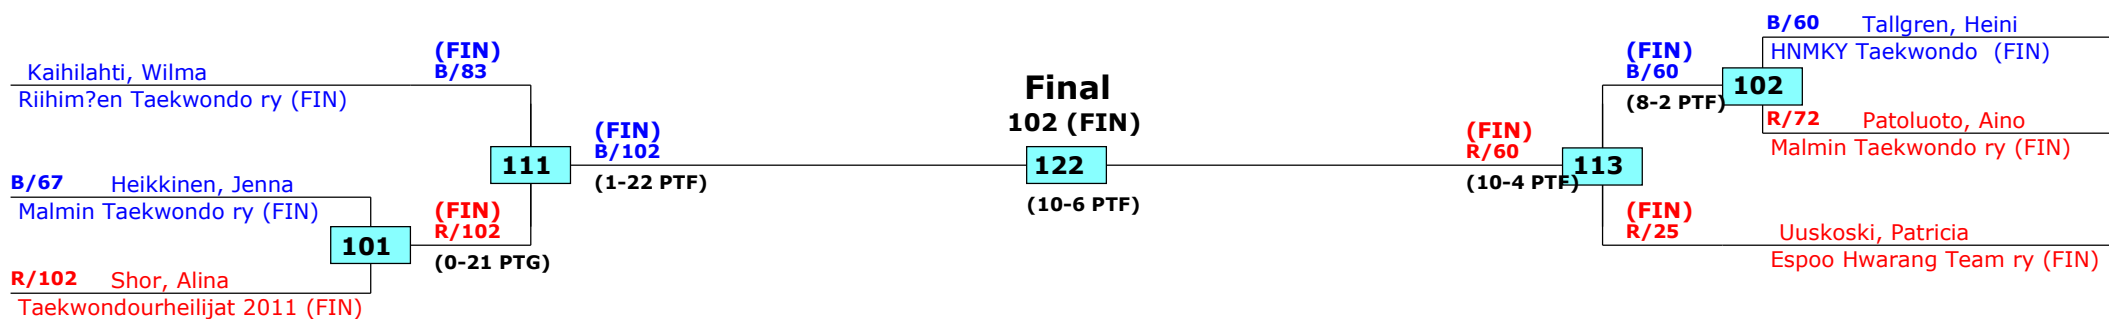 B/60 Tallgren, Heini
(FIN) (FIN) HNMKY Taekwondo (FIN)
Kaihilahti, Wilma B/83 B/60
Final 102
Riihim?en Taekwondo ry (FIN) (8-2 PTF)
102 (FIN) R/72 Patoluoto, Aino
(FIN) (FIN)
B/102 R/60 Malmin Taekwondo ry (FIN)
111 122 113
B/67 Heikkinen, Jenna (1-22 PTF) (10-4 PTF)
Malmin Taekwondo ry (FIN) (FIN) (10-6 PTF) (FIN)
R/102 R/25 Uuskoski, Patricia
101
(0-21 PTG) Espoo Hwarang Team ry (FIN)
R/102 Shor, Alina
Taekwondourheilijat 2011 (FIN)